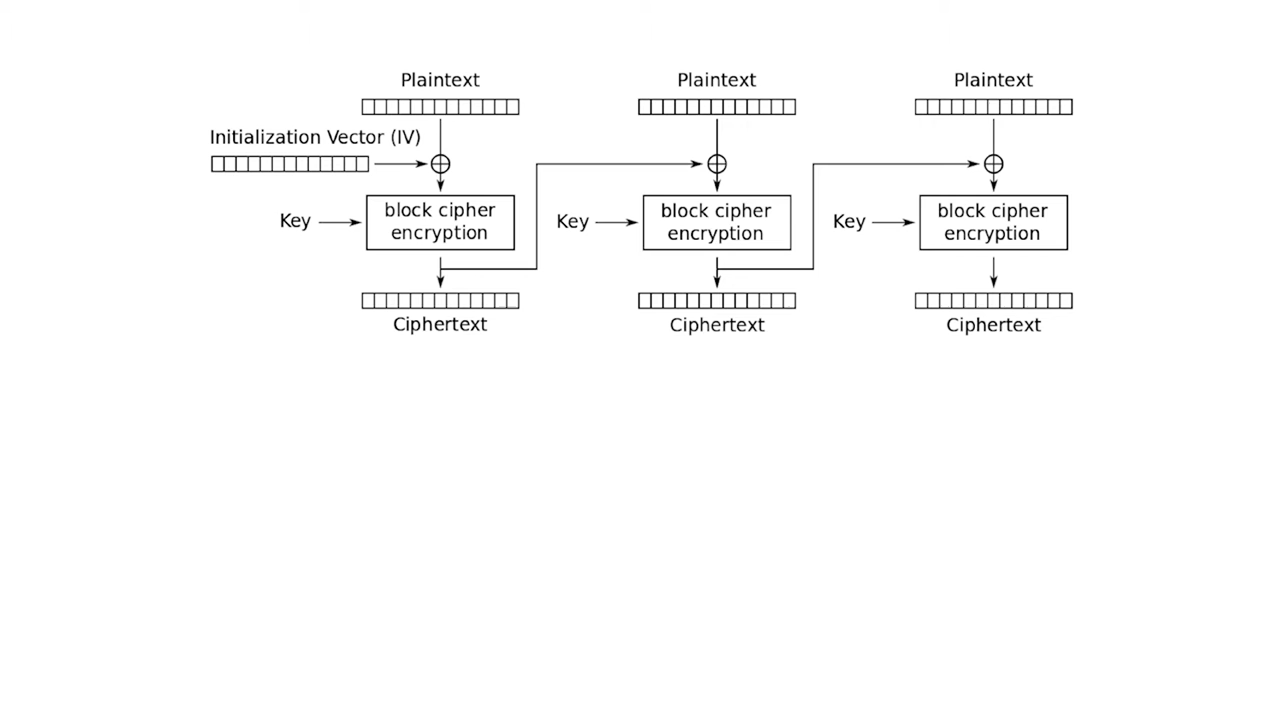 Plaintext
Plaintext
Plaintext
Initialization Vector (IV)
Key
block cipher
encryption
Key
block cipher
encryption
Key
block cipher
encryption
Ciphertext
Ciphertext
Ciphertext